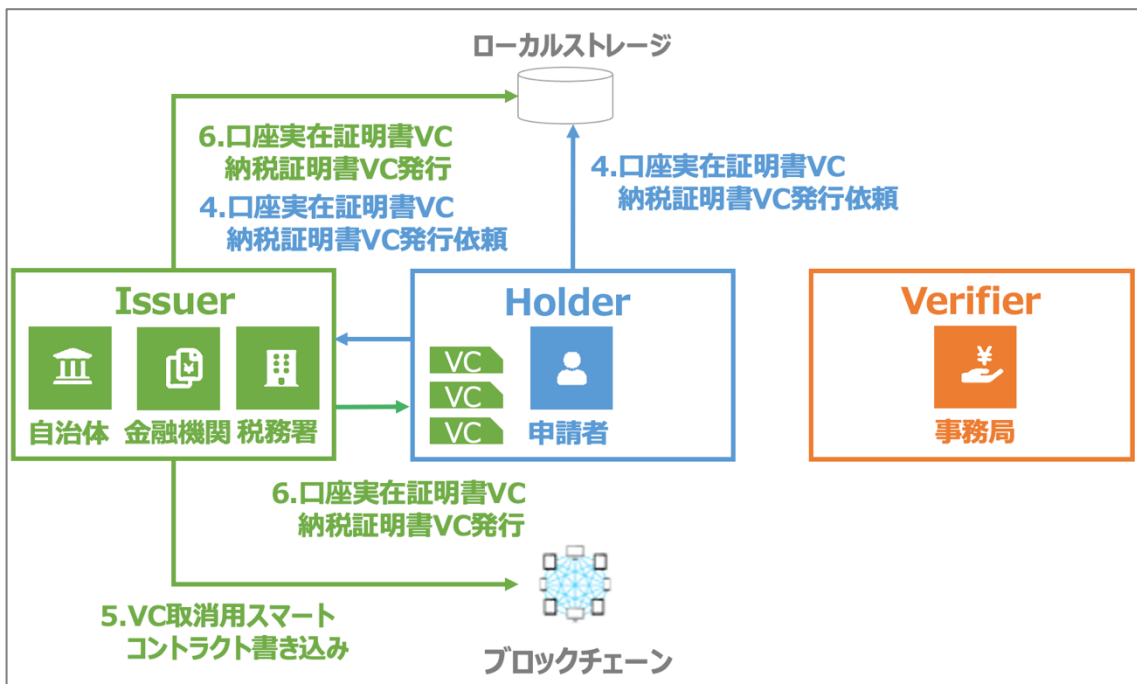 ローカルストレージ
6.口座実在証明書VC
納税証明書VC発行
4.口座実在証明書VC
納税証明書VC発行依頼
4.口座実在証明書VC
納税証明書VC発行依頼
Issuer
自治体
金融機関
税務署
Holder
VC
VC
VC
申請者
Verifier
¥
事務局
6.口座実在証明書VC
納税証明書VC発行
5.VC取消用スマート
コントラクト書き込み
ブロックチェーン